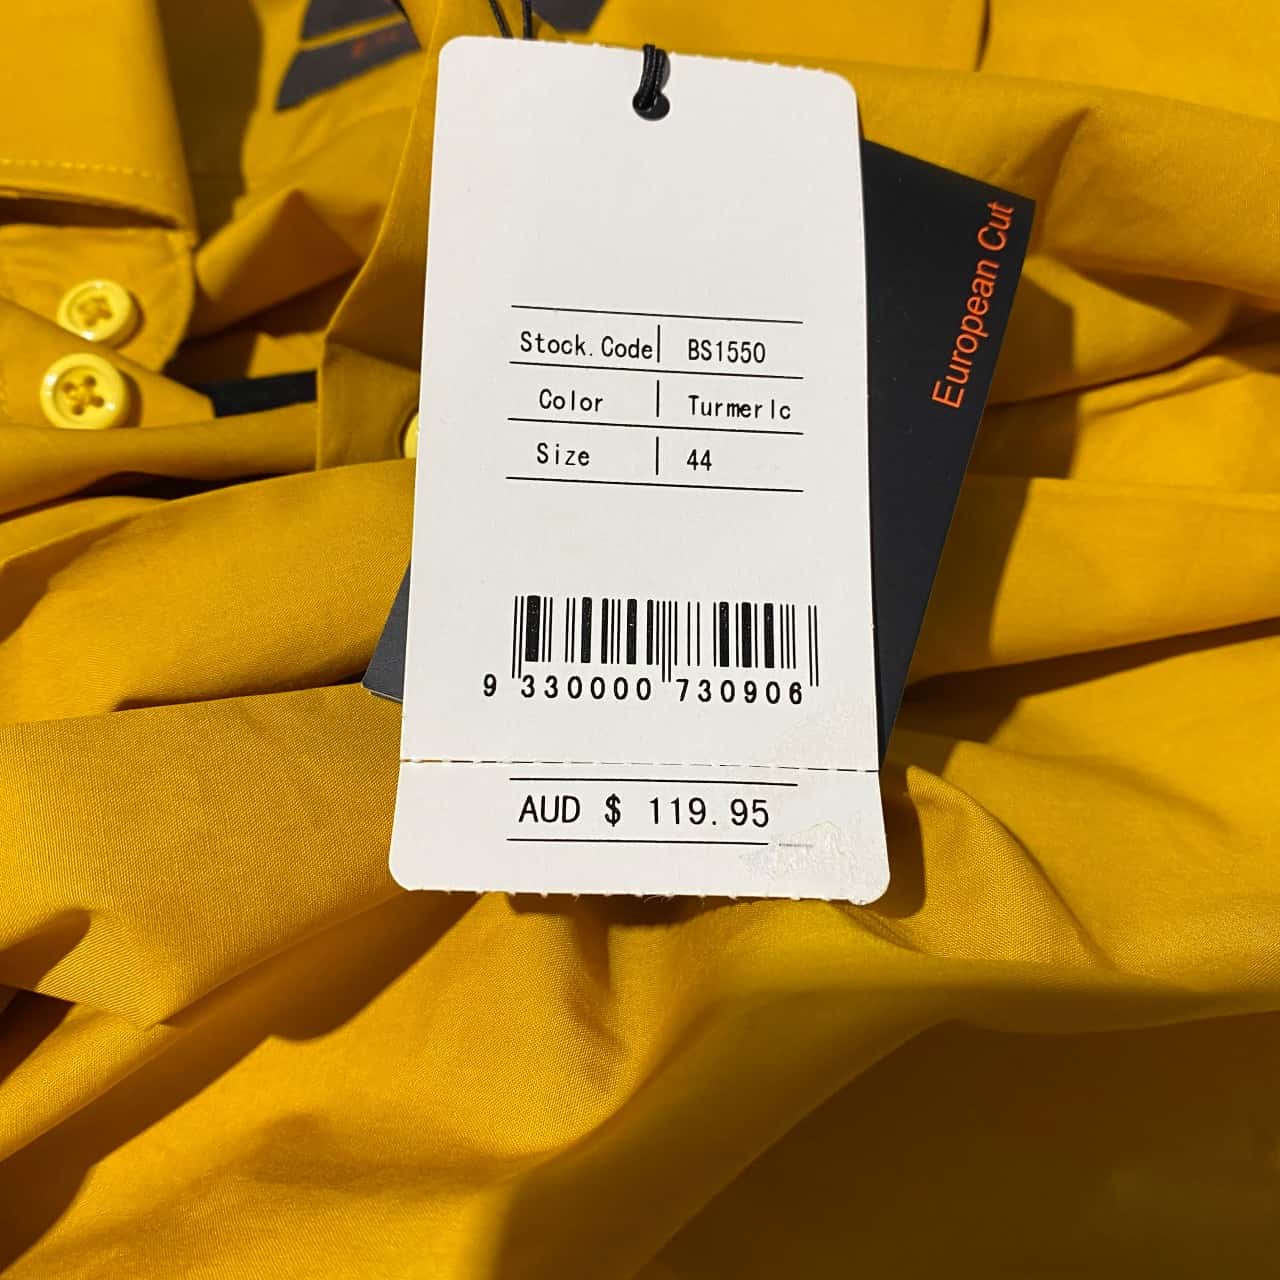 European Cut
Stock.Code| BS1550
Color | Turmeric
Size | 44
9 330000 730906
AUD $ 119.95